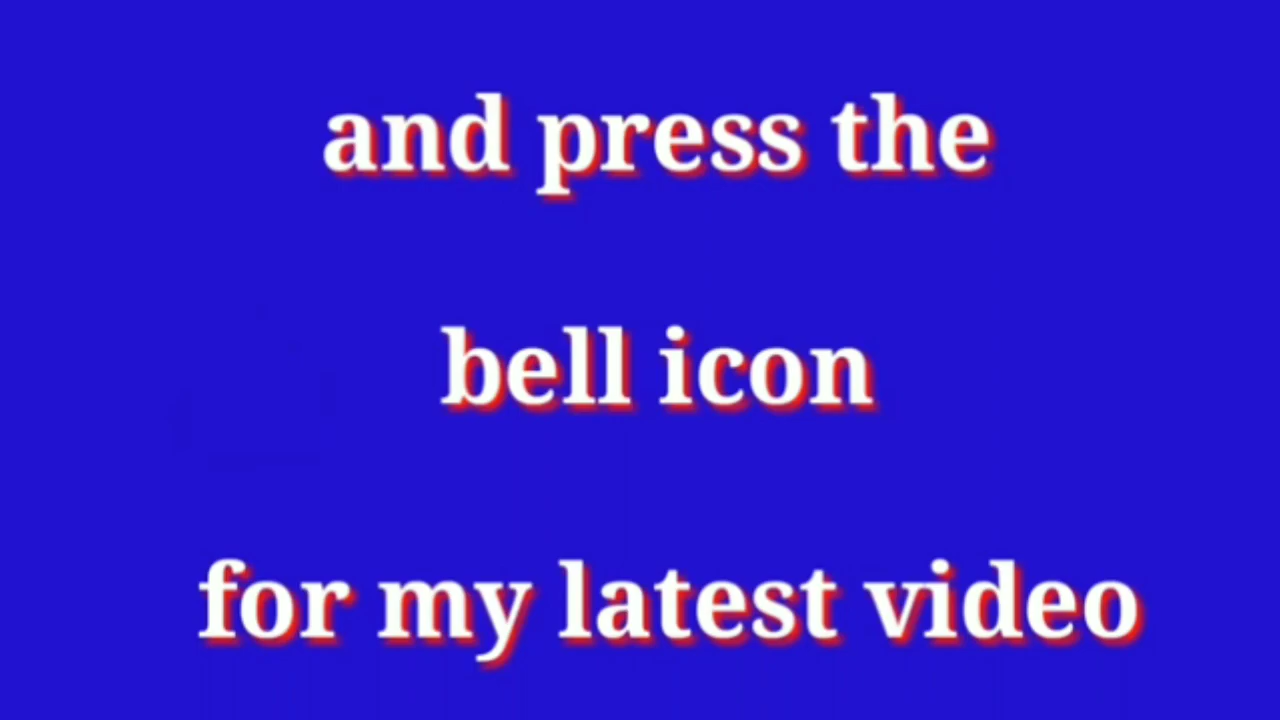 and press the
bell icon
for my latest video